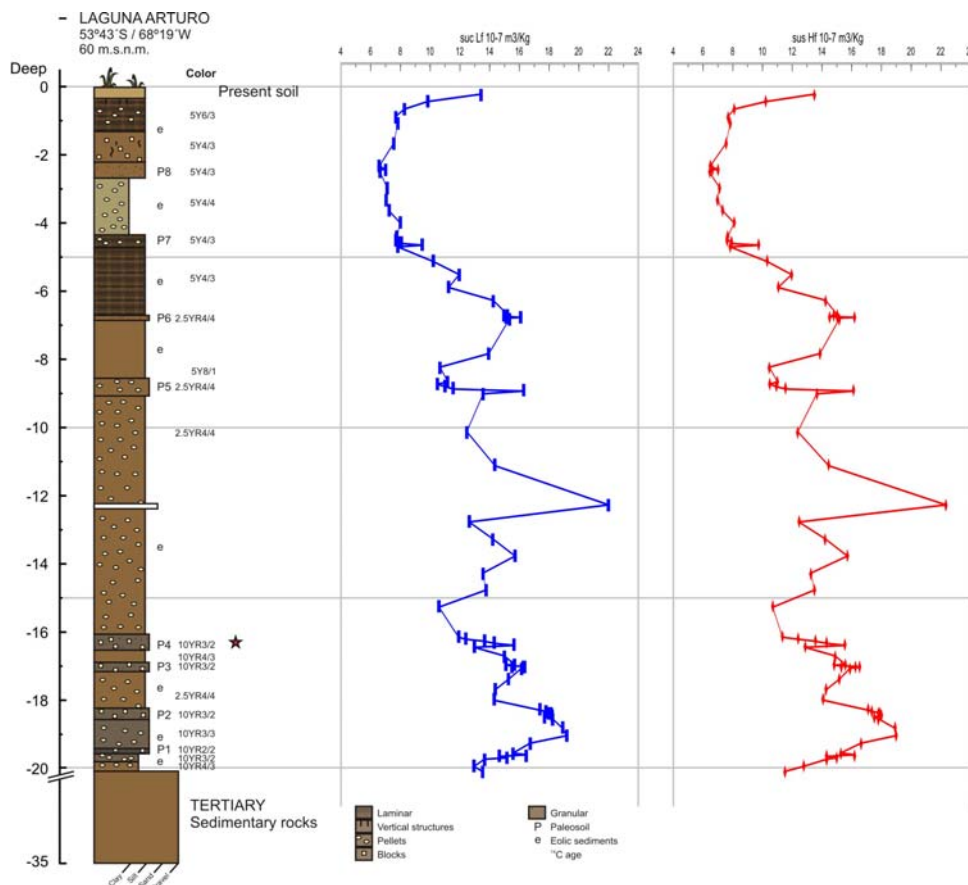 LAGUNA ARTURO
53º43´S / 68º19´W
60 m.s.n.m.
suc Lf 10-7 m3/Kg
sus Hf 10-7 m3/Kg
4 6 8 10 12 14 16 18 20 22 24
4 6 8 10 12 14 16 18 20 22 24
Deep
Color
0
Present soil
5Y6/3
e
-2
5Y4/3
P8 5Y4/3
e 5Y4/4
-4
P7 5Y4/3
e 5Y4/3
-6
P6 2.5YR4/4
e
-8
5Y8/1
P5 2.5YR4/4
-10
2.5YR4/4
-12
e
-14
-16
P4 10YR3/2
10YR4/3
P3 10YR3/2
e
2.5YR4/4
-18
P2 10YR3/2
e 10YR3/3
P1 10YR2/2
10YR3/2
e 10YR4/3
-20
TERTIARY
Sedimentary rocks
-35
Clay
Silt
Sand
Gravel
Laminar
Vertical structures
Pellets
Blocks
Granular
P Paleosoil
e Eolic sediments
¹⁴C age